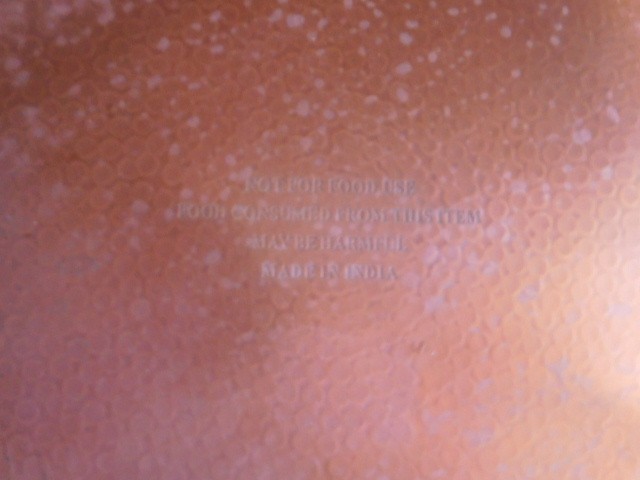 NOT FOR FOOD USE
FOOD CONSUMED FROM THIS ITEM
MAY BE HARMFUL
MADE IN INDIA